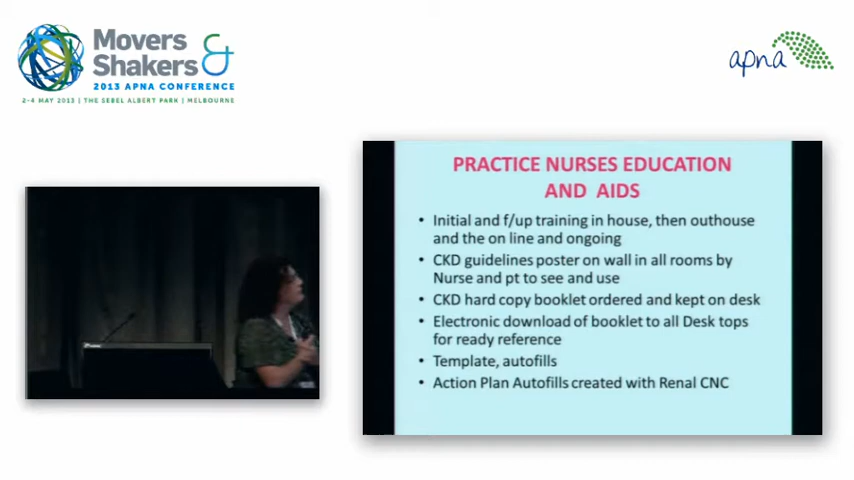 Movers
Shakers &
2013 APNA CONFERENCE
2-4 MAY 2013 | THE SEBEL ALBERT PARK | MELBOURNE
apna
PRACTICE NURSES EDUCATION
AND AIDS
• Initial and f/up training in house, then outhouse
and the on line and ongoing
• CKD guidelines poster on wall in all rooms by
Nurse and pt to see and use
• CKD hard copy booklet ordered and kept on desk
• Electronic download of booklet to all Desk tops
for ready reference
• Template, autofills
• Action Plan Autofills created with Renal CNC